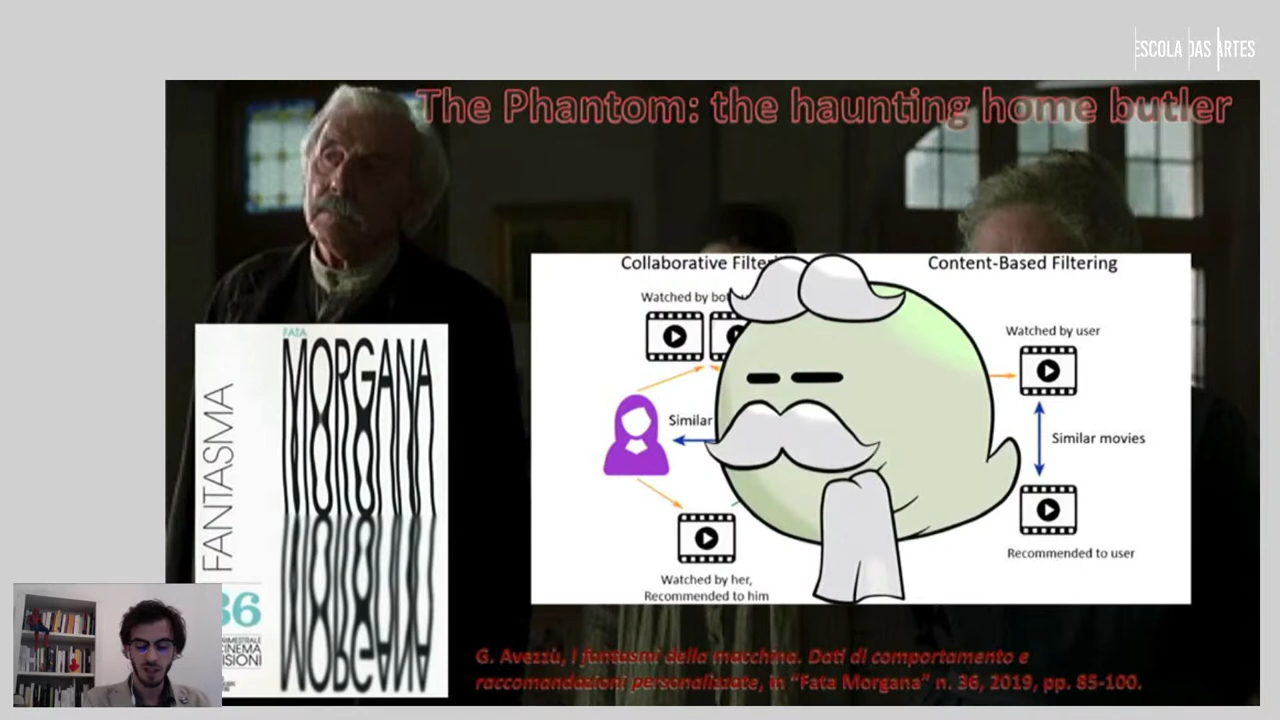 ESCOLA DAS ARTES
The Phantom: the haunting home butler
FATA
MORGANA
FANTASMA
Collaborative
Content-Based Filtering
Watched by
Watched by user
Similar
Similar movies
Recommended to user
Watched by her,
Recommended to him
36
CINEMA
VISIONI
G. Avezzù, I fantasmi della macchina. Dati di comportamento e
raccomandazioni personalizzate, in "Fata Morgana" n. 36, 2019, pp. 85-100.